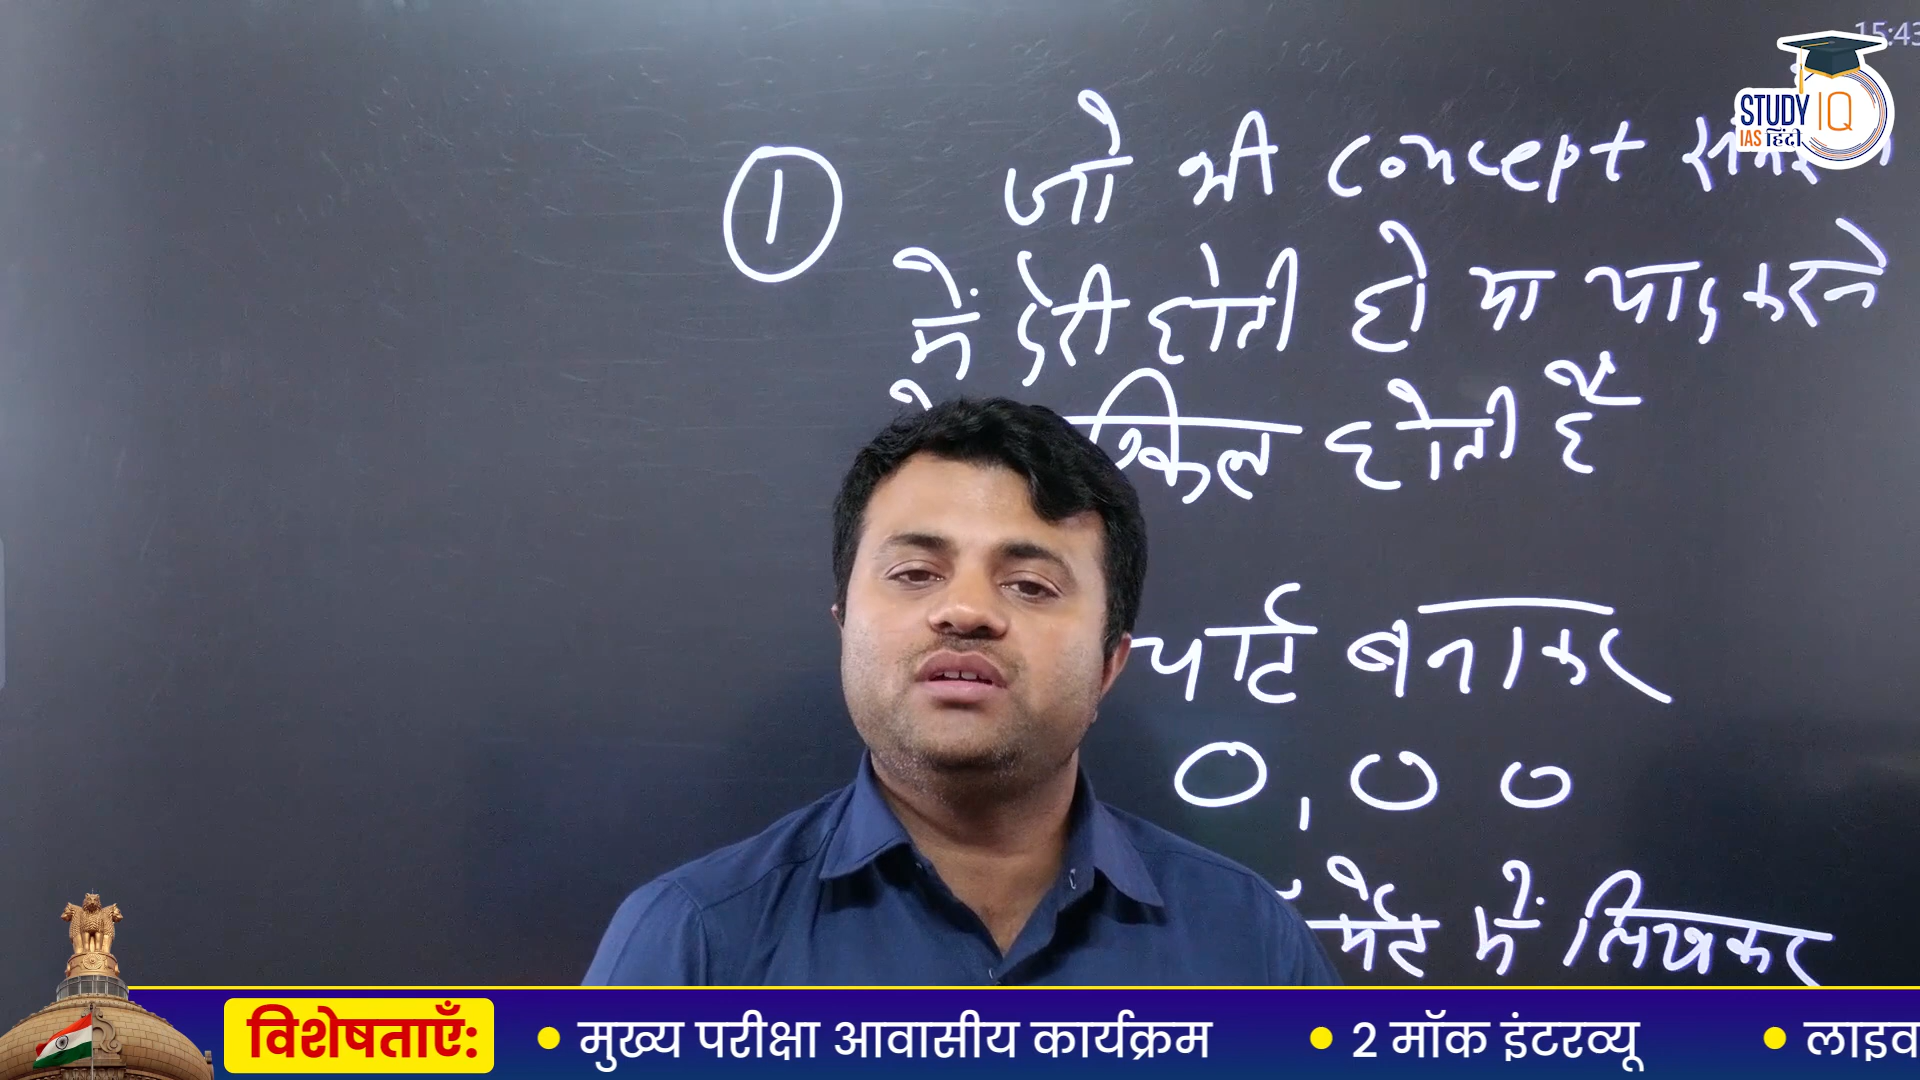 15:43
STUDY IQ
IAS हिंदी
1 जो भी concept
में देरी होती हो या याद करने
होती है
चार्ट बनाकर
0, 0 0
में लिखकर
विशेषताएँ: • मुख्य परीक्षा आवासीय कार्यक्रम • 2 मॉक इंटरव्यू •